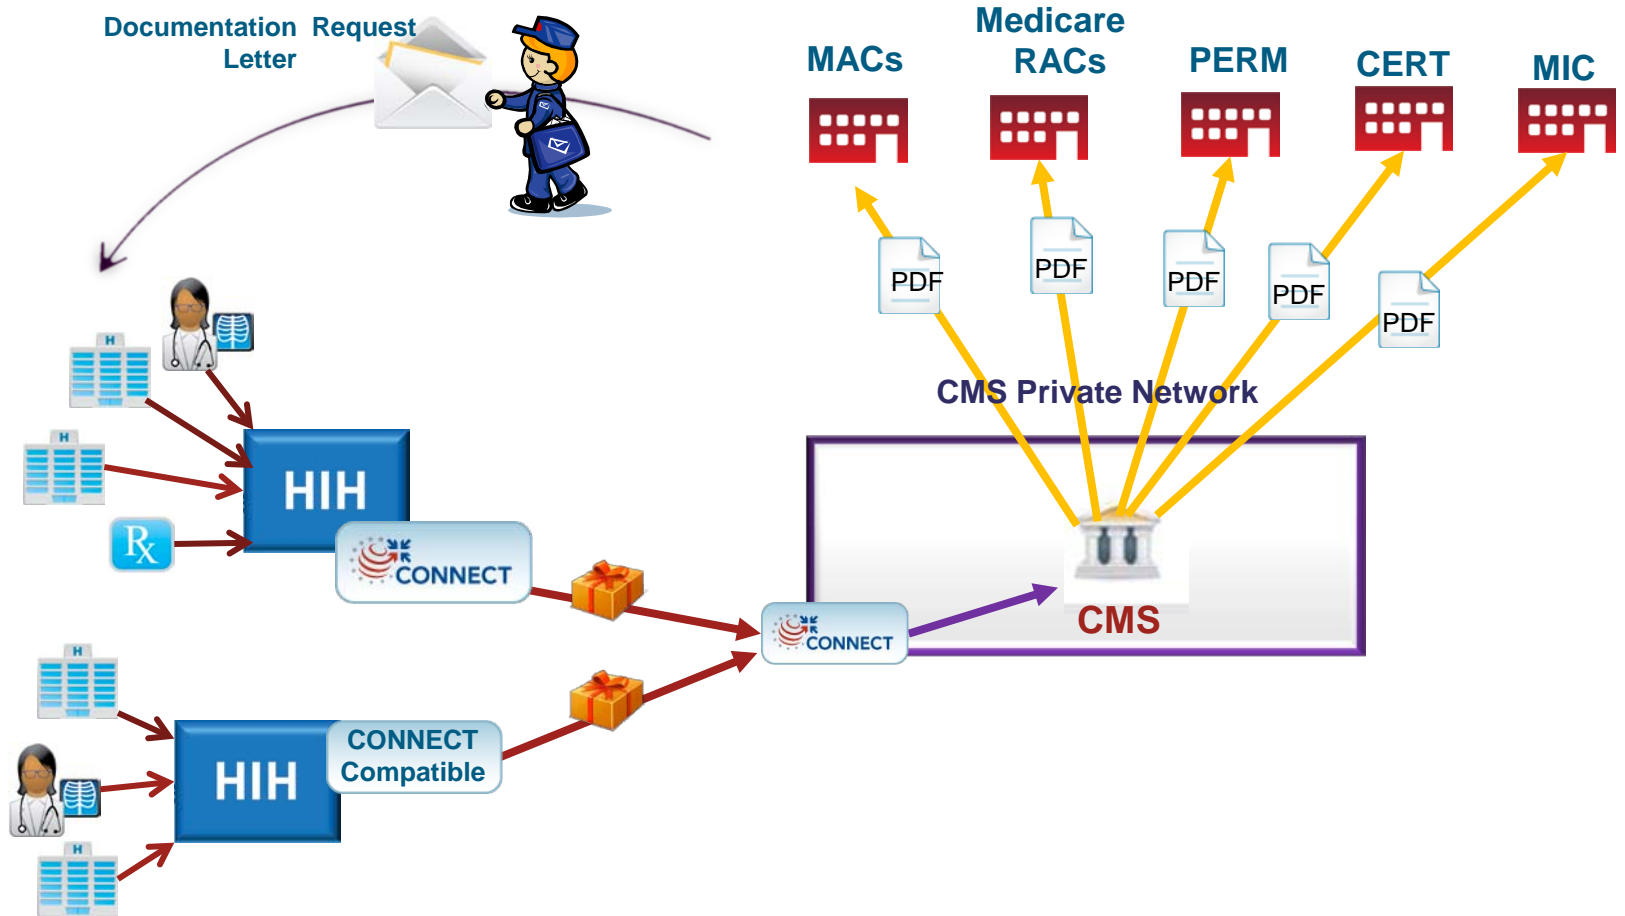 Documentation Request
Letter
MACs
Medicare
RACs
PERM
CERT
MIC
PDF
PDF
PDF
PDF
PDF
CMS Private Network
H
H
HIH
Rx
CONNECT
CONNECT
CMS
H
HIH
CONNECT
Compatible
H